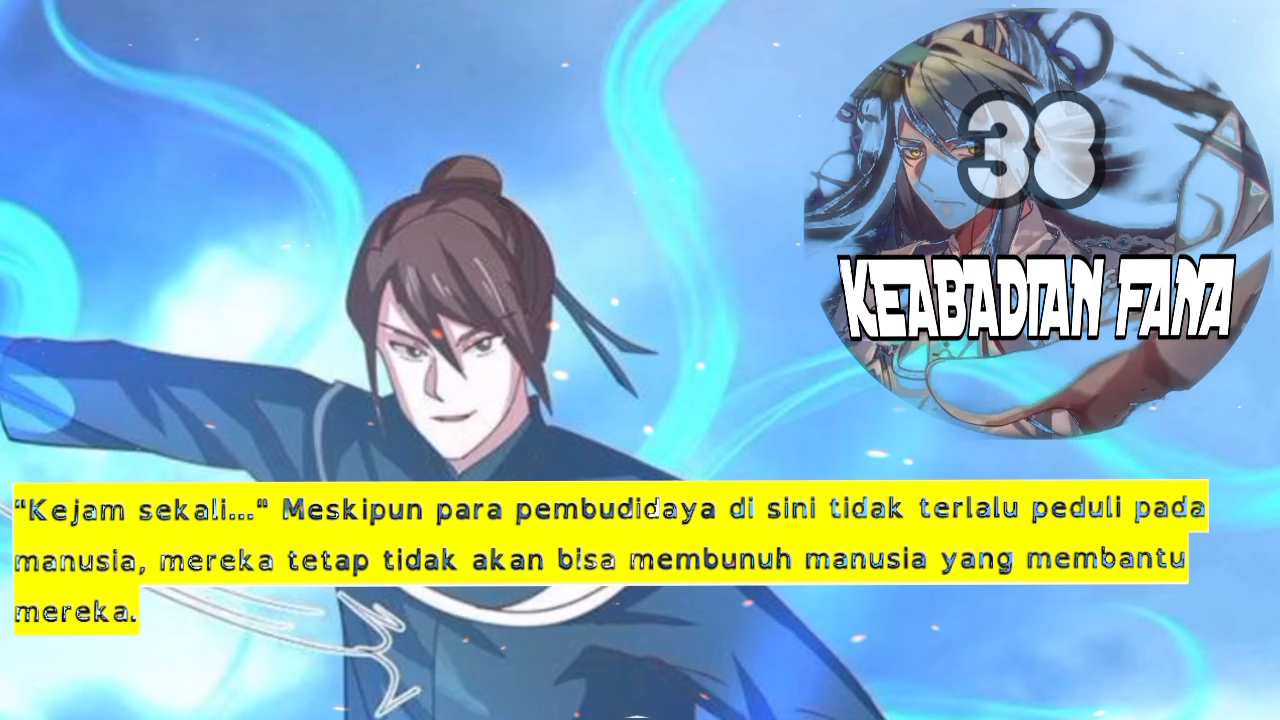 38
KEABADIAN FANA
"Kejam sekali..." Meskipun para pembudidaya di sini tidak terlalu peduli pada
manusia, mereka tetap tidak akan bisa membunuh manusia yang membantu
mereka.